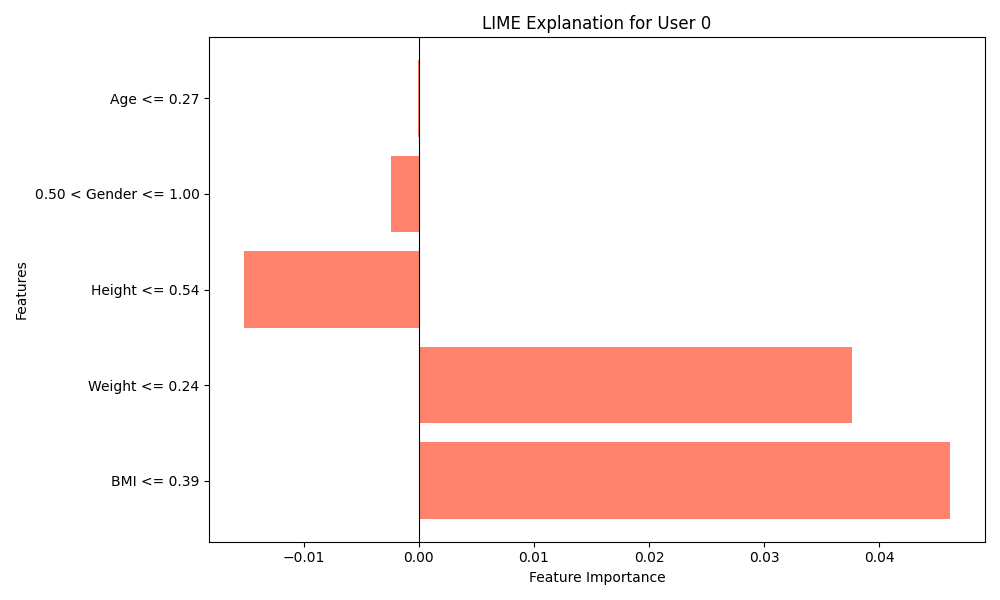 LIME Explanation for User 0
Age <= 0.27
0.50 < Gender <= 1.00
Height <= 0.54
Weight <= 0.24
BMI <= 0.39
Features
−0.01 0.00 0.01 0.02 0.03 0.04
Feature Importance